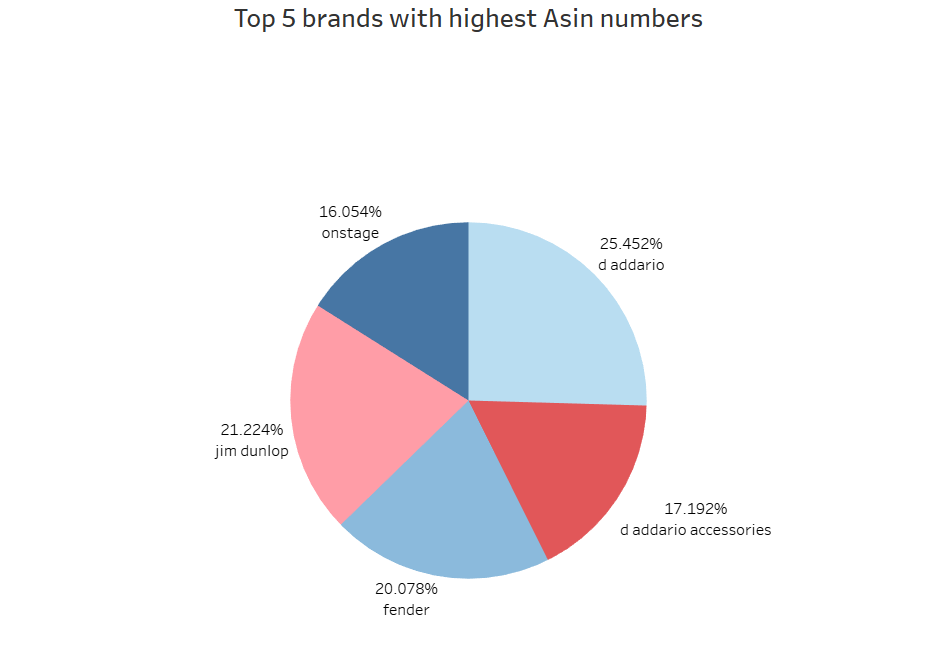 Top 5 brands with highest Asin numbers
16.054%
onstage
25.452%
d addario
21.224%
jim dunlop
17.192%
d addario accessories
20.078%
fender